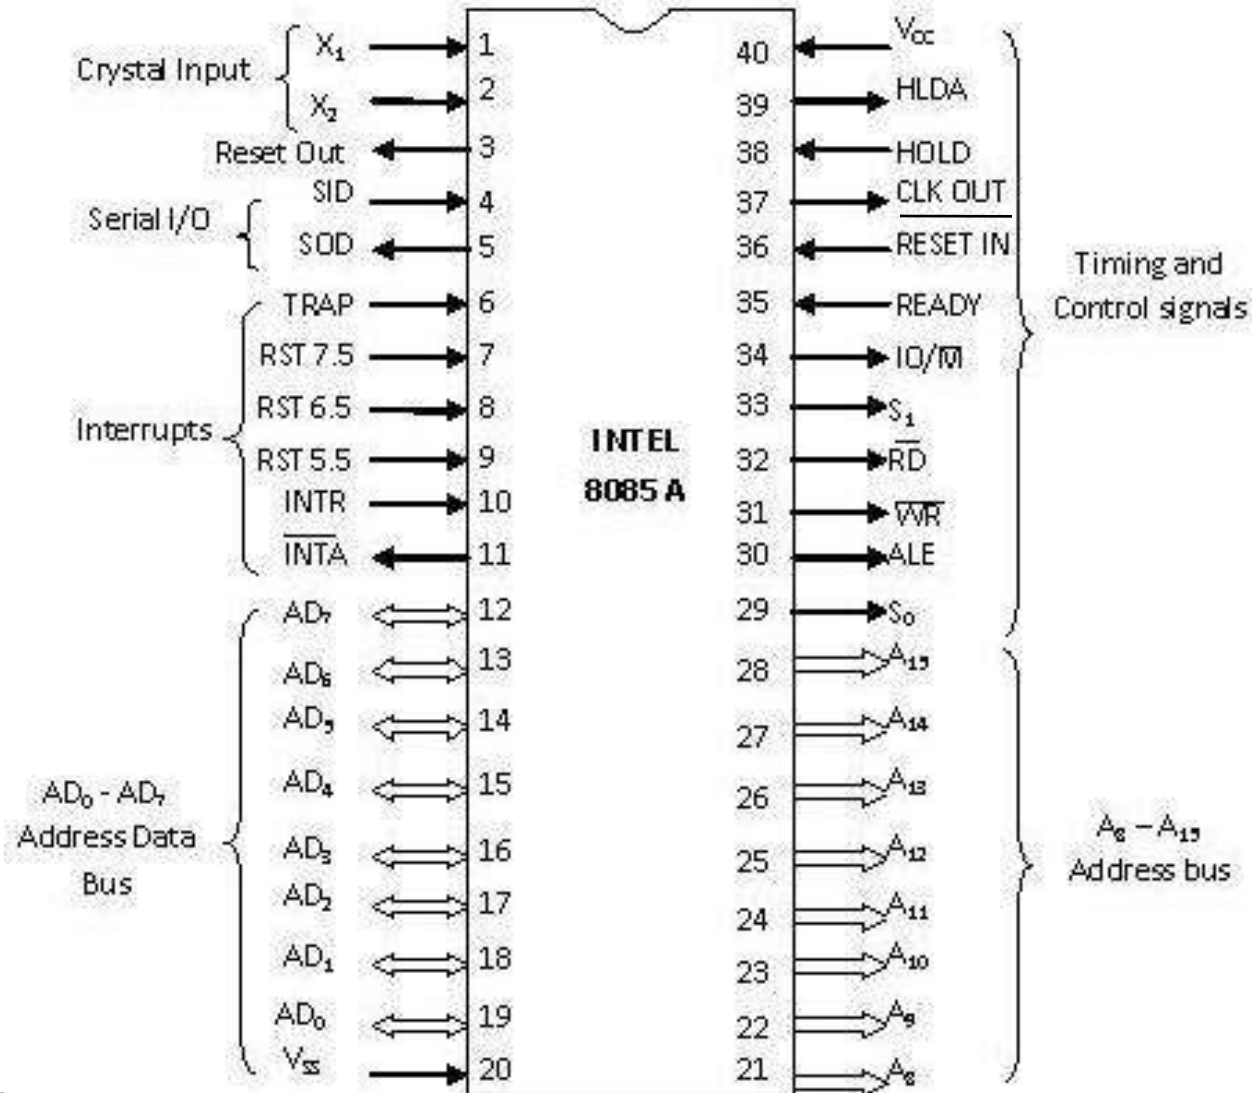 Crystal Input
X₁ 1
X₂ 2
Reset Out 3
Serial I/O
SID 4
SOD 5
Interrupts
TRAP 6
RST 7.5 7
RST 6.5 8
RST 5.5 9
INTR 10
I̅N̅T̅A̅ 11
AD₀ - AD₇
Address Data
Bus
AD₇ 12
AD₆ 13
AD₅ 14
AD₄ 15
AD₃ 16
AD₂ 17
AD₁ 18
AD₀ 19
Vss 20
INTEL
8085 A
40 Vcc
39 HLDA
38 HOLD
37 CLK OUT
36 R̅E̅S̅E̅T̅ ̅I̅N̅
35 READY
34 IO/M̅
33 S₁
32 R̅D̅
31 W̅R̅
30 ALE
29 S₀
Timing and
Control signals
28 A₁₅
27 A₁₄
26 A₁₃
25 A₁₂
24 A₁₁
23 A₁₀
22 A₉
21 A₈
A₈ – A₁₅
Address bus